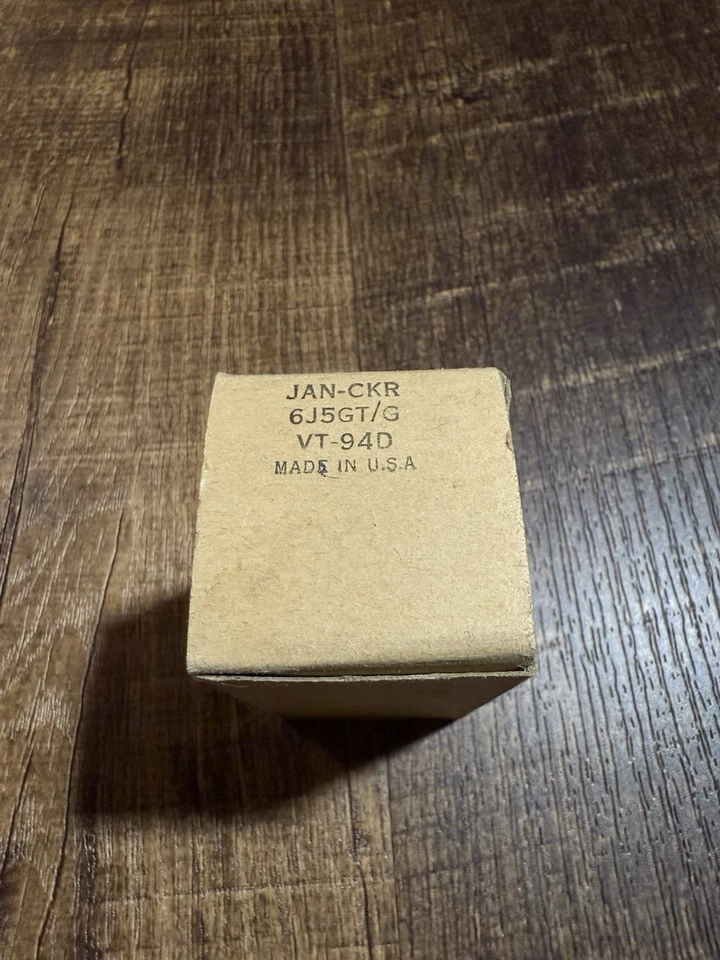 JAN-CKR
6J5GT/G
VT-94D
MADE IN U.S.A